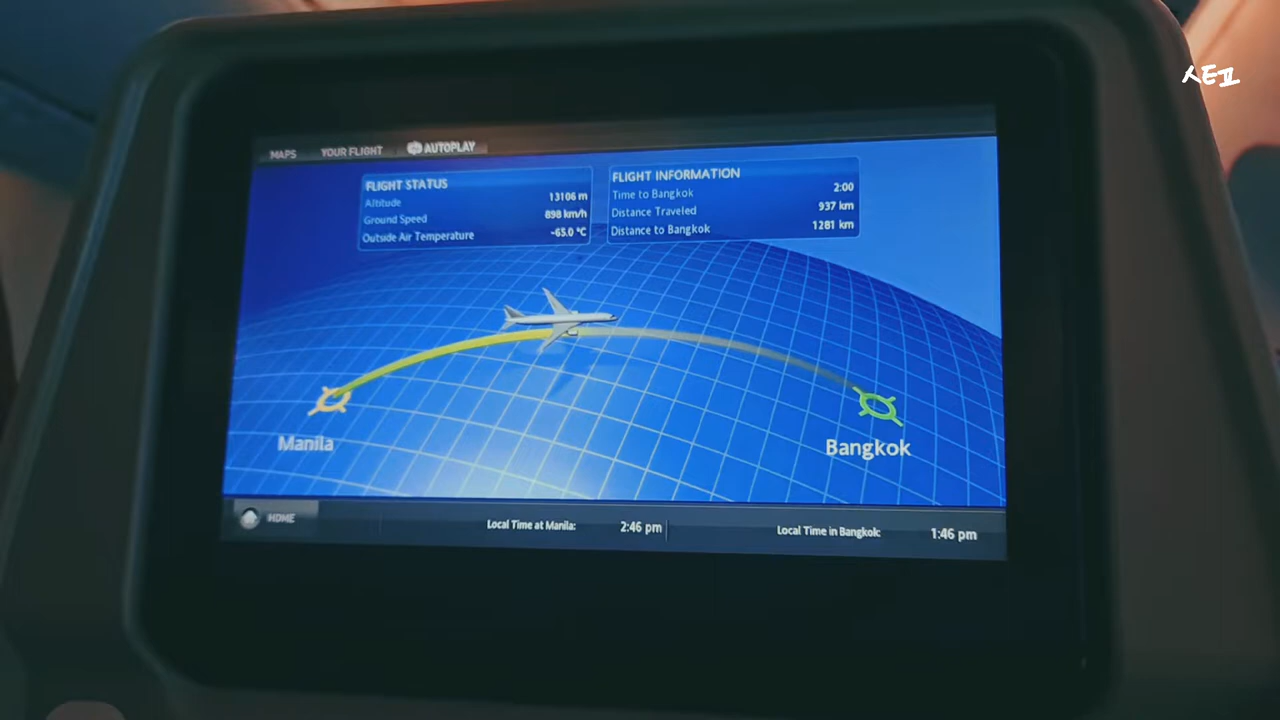 스튜끄
MAPS YOUR FLIGHT AUTOPLAY
FLIGHT STATUS
Altitude 13106 m
Ground Speed 898 km/h
Outside Air Temperature -65.0 °C
FLIGHT INFORMATION
Time to Bangkok 2:00
Distance Traveled 937 km
Distance to Bangkok 1281 km
Manila
Bangkok
HOME
Local Time at Manila: 2:46 pm
Local Time in Bangkok: 1:46 pm